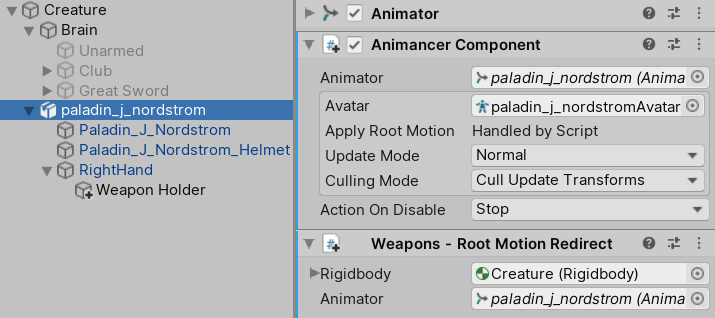 Creature
Brain
Unarmed
Club
Great Sword
paladin_j_nordstrom
Paladin_J_Nordstrom
Paladin_J_Nordstrom_Helmet
RightHand
Weapon Holder
Animator
Animancer Component
Animator paladin_j_nordstrom (Anima
Avatar paladin_j_nordstromAvatar
Apply Root Motion Handled by Script
Update Mode Normal
Culling Mode Cull Update Transforms
Action On Disable Stop
Weapons - Root Motion Redirect
Rigidbody Creature (Rigidbody)
Animator paladin_j_nordstrom (Anima